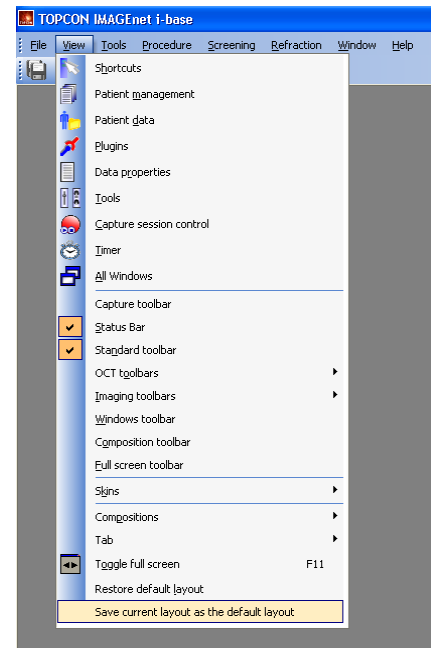 TOPCON IMAGEnet i-base
File View Tools Procedure Screening Refraction Window Help
Shortcuts
Patient management
Patient data
Plugins
Data properties
Tools
Capture session control
Timer
All Windows
Capture toolbar
Status Bar
Standard toolbar
OCT toolbars
Imaging toolbars
Windows toolbar
Composition toolbar
Full screen toolbar
Skins
Compositions
Tab
Toggle full screen F11
Restore default layout
Save current layout as the default layout